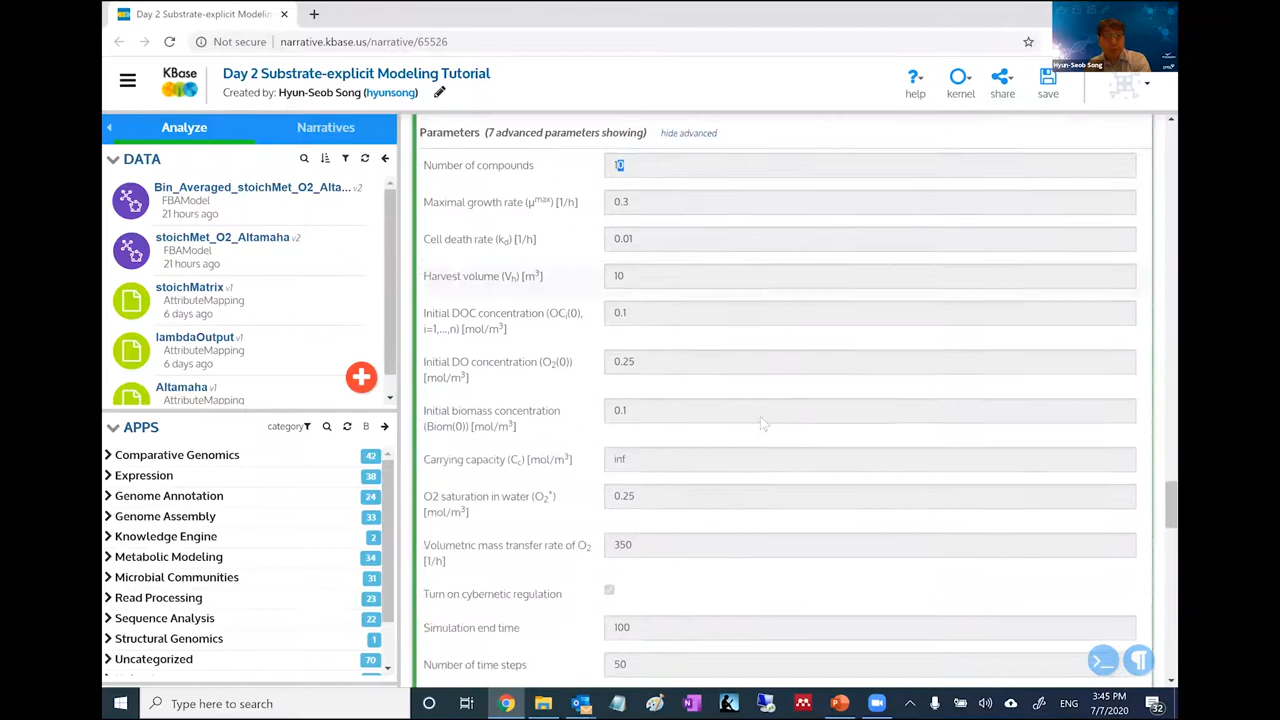 Day 2 Substrate-explicit Modelin
Not secure
narrative.kbase.us/narrative/65526
Hyun-Seob Song
KBase
Day 2 Substrate-explicit Modeling Tutorial
Created by: Hyun-Seob Song (hyunsong)
help
kernel
share
save
Analyze
Narratives
DATA
Bin_Averaged_stoichMet_O2_Alta... v2
FBAModel
21 hours ago
stoichMet_O2_Altamaha v2
FBAModel
21 hours ago
stoichMatrix v1
AttributeMapping
6 days ago
lambdaOutput v1
AttributeMapping
6 days ago
Altamaha v1
AttributeMapping
APPS
category
B
Comparative Genomics 42
Expression 38
Genome Annotation 24
Genome Assembly 33
Knowledge Engine 2
Metabolic Modeling 34
Microbial Communities 31
Read Processing 23
Sequence Analysis 22
Structural Genomics 1
Uncategorized 70
Parameters (7 advanced parameters showing) hide advanced
Number of compounds
10
Maximal growth rate (μmax) [1/h]
0.3
Cell death rate (kd) [1/h]
0.01
Harvest volume (Vh) [m3]
10
Initial DOC concentration (OCi(0),
i=1,...,n) [mol/m3]
0.1
Initial DO concentration (O2(0))
[mol/m3]
0.25
Initial biomass concentration
(Biom(0)) [mol/m3]
0.1
Carrying capacity (Cc) [mol/m3]
inf
O2 saturation in water (O2*)
[mol/m3]
0.25
Volumetric mass transfer rate of O2
[1/h]
350
Turn on cybernetic regulation
Simulation end time
100
Number of time steps
50
Type here to search
ENG
3:45 PM
7/7/2020
32